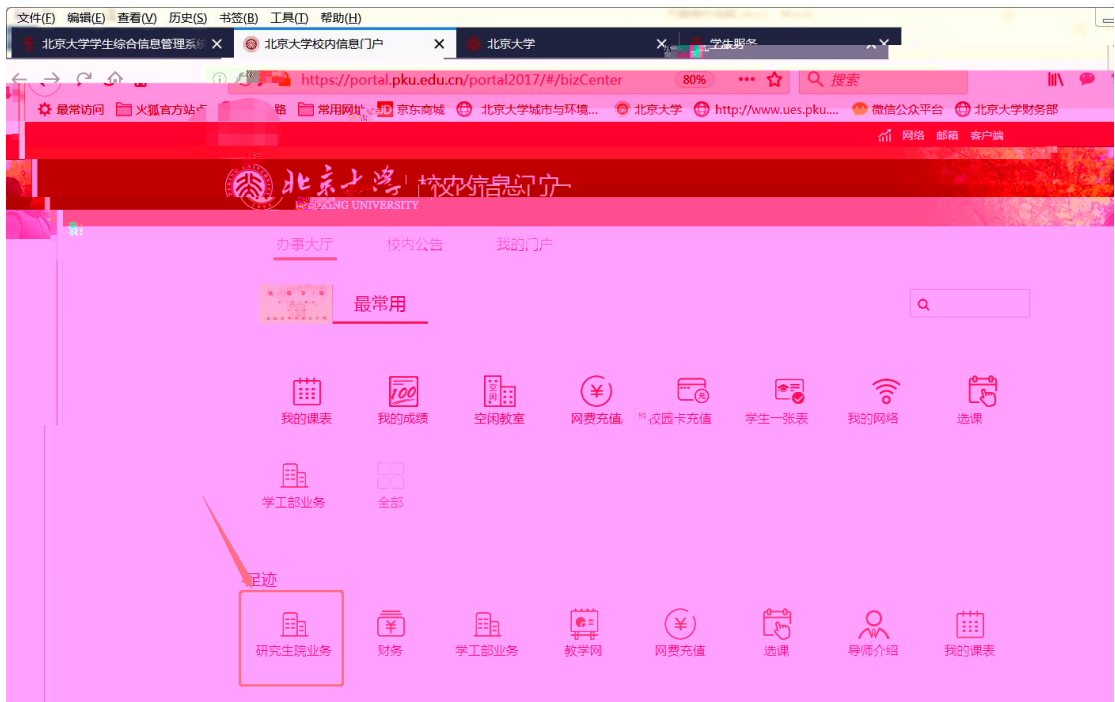 文件(F) 编辑(E) 查看(V) 历史(S) 书签(B) 工具(T) 帮助(H)
北京大学学生综合信息管理系统 北京大学校内信息门户 北京大学 学生服务
https://portal.pku.edu.cn/portal2017/#/bizCenter 80% 搜索
最常访问 火狐官方站点 常用网址 JD 京东商城 北京大学城市与环境... 北京大学 http://www.ues.pku.... 微信公众平台 北京大学财务部
网络 邮箱 客户端
北京大学 校内信息门户
PEKING UNIVERSITY
办事大厅 校内公告 我的门户
最常用
我的课表 我的成绩 空闲教室 网费充值 校园卡充值 学生一张表 我的网络 选课
学工部业务 全部
足迹
研究生院业务 财务 学工部业务 教学网 网费充值 选课 导师介绍 我的课表